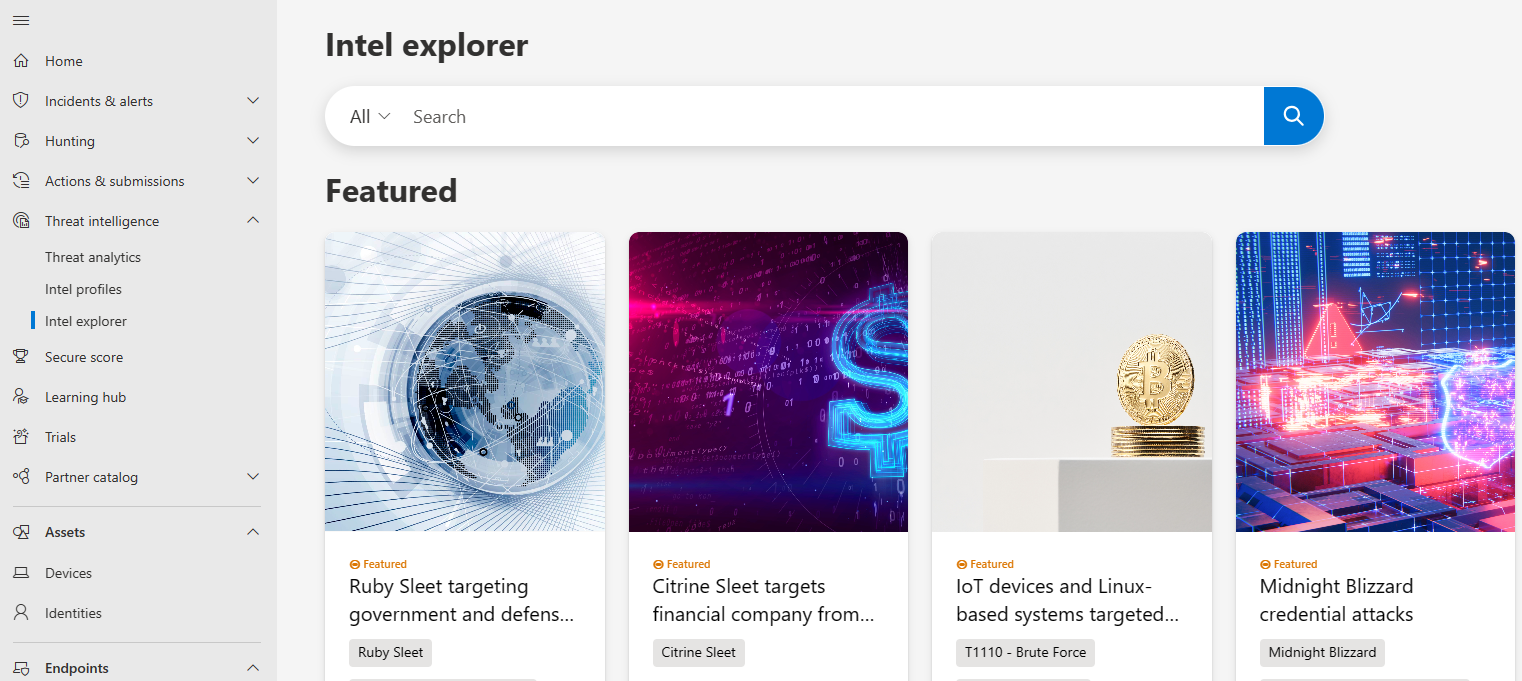 Home
Incidents & alerts
Hunting
Actions & submissions
Threat intelligence
Threat analytics
Intel profiles
Intel explorer
Secure score
Learning hub
Trials
Partner catalog
Assets
Devices
Identities
Endpoints
Intel explorer
All
Search
Featured
Featured
Ruby Sleet targeting
government and defens...
Ruby Sleet
Featured
Citrine Sleet targets
financial company from...
Citrine Sleet
Featured
IoT devices and Linux-
based systems targeted...
T1110 - Brute Force
Featured
Midnight Blizzard
credential attacks
Midnight Blizzard